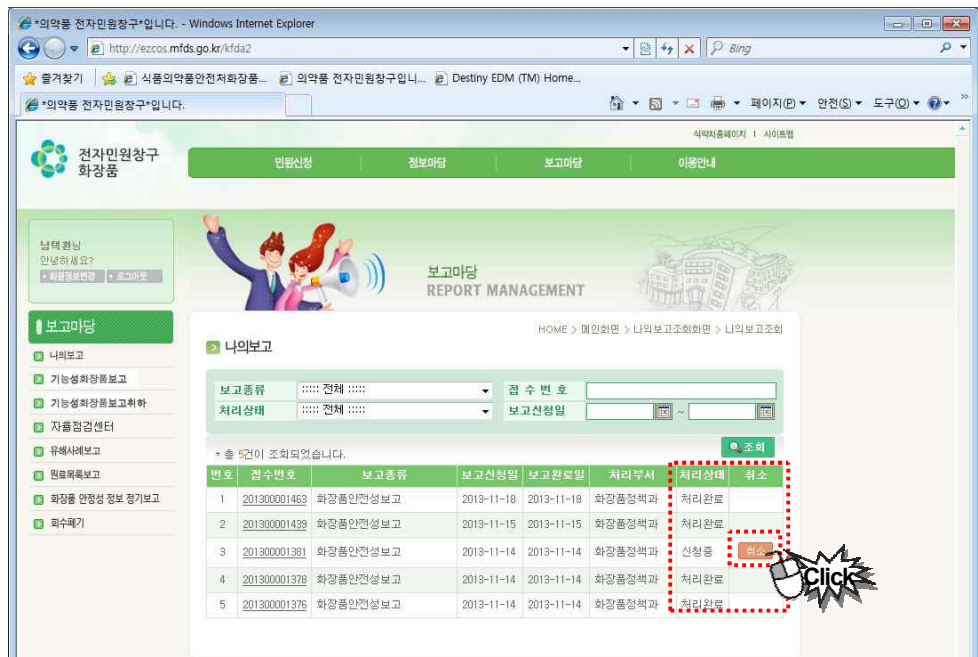 *의약품 전자민원창구*입니다. - Windows Internet Explorer
http://ezcos.mfds.go.kr/kfda2
Bing
즐겨찾기 식품의약품안전처화장품... 의약품 전자민원창구입니... Destiny EDM (TM) Home...
*의약품 전자민원창구*입니다.
페이지(P) 안전(S) 도구(O)
식약처홈페이지 | 사이트맵
전자민원창구
화장품
민원신청 정보마당 보고마당 이용안내
남택환님
안녕하세요?
회원정보변경 로그아웃
보고마당
REPORT MANAGEMENT
보고마당
나의보고
기능성화장품보고
기능성화장품보고취하
자율점검센터
유해사례보고
원료목록보고
화장품 안정성 정보 정기보고
회수폐기
HOME > 메인화면 > 나의보고조회화면 > 나의보고조회
나의보고
보고종류 ::::: 전체 ::::: 접 수 번 호
처리상태 ::::: 전체 ::::: 보고신청일 ~
조회
* 총 5건이 조회되었습니다.
번호 접수번호 보고종류 보고신청일 보고완료일 처리부서 처리상태 취소
1 201300001463 화장품안전성보고 2013-11-18 2013-11-18 화장품정책과 처리완료
2 201300001439 화장품안전성보고 2013-11-15 2013-11-15 화장품정책과 처리완료
3 201300001381 화장품안전성보고 2013-11-14 2013-11-14 화장품정책과 신청중 취소
4 201300001378 화장품안전성보고 2013-11-14 2013-11-14 화장품정책과 처리완료
5 201300001376 화장품안전성보고 2013-11-14 2013-11-14 화장품정책과 처리완료
Click